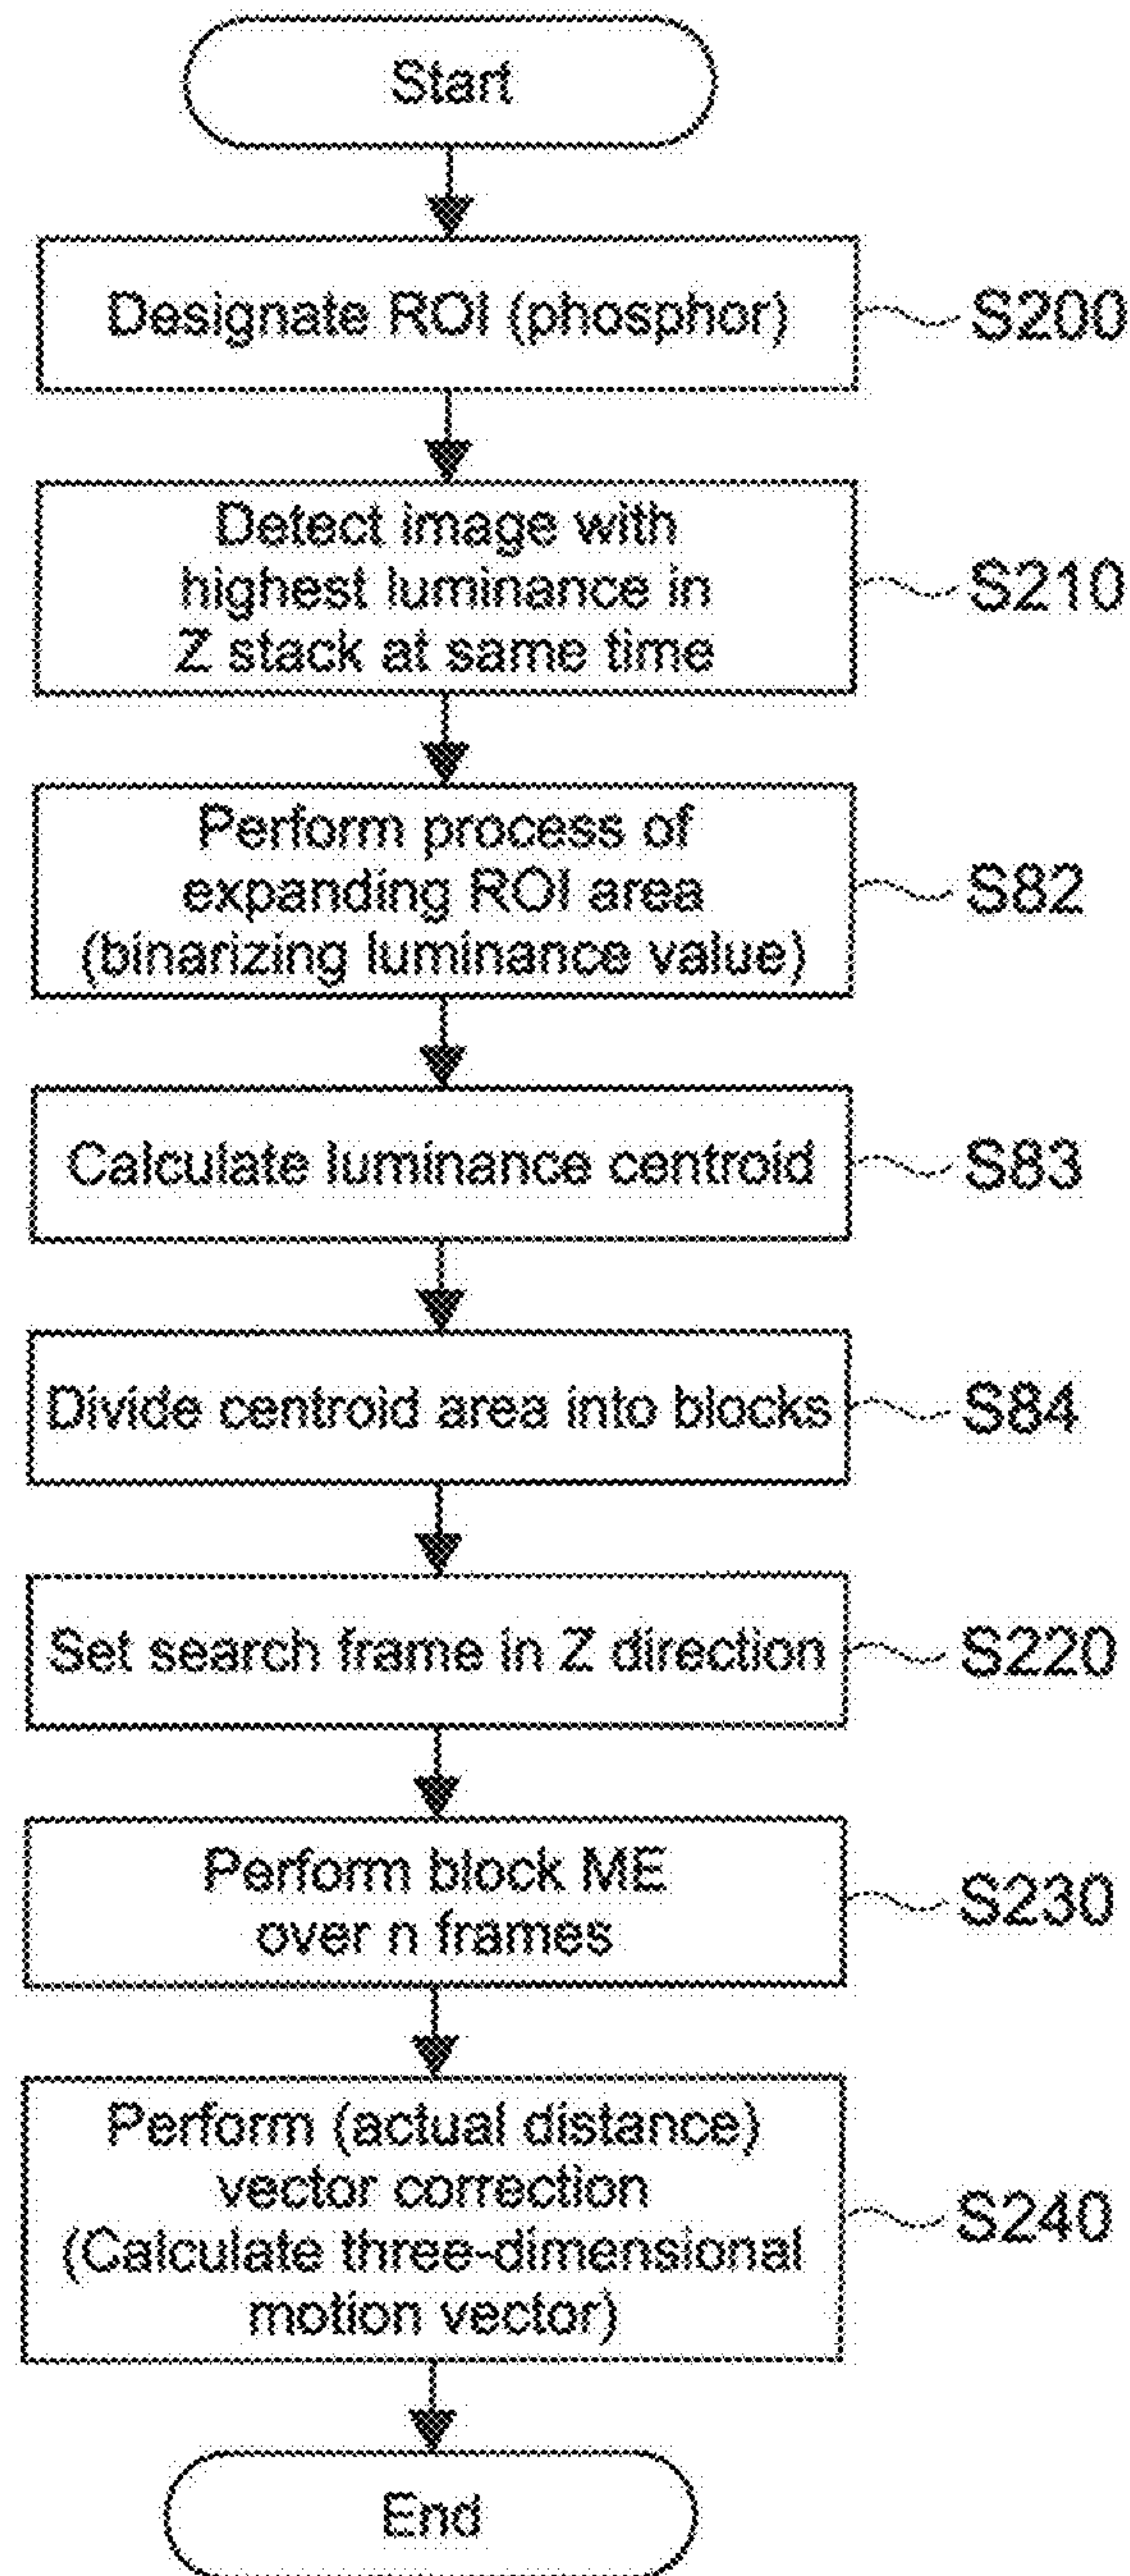 Start
Designate ROI (phosphor)
S200
Detect image with
highest luminance in
Z stack at same time
S210
Perform process of
expanding ROI area
(binarizing luminance value)
S82
Calculate luminance centroid
S83
Divide centroid area into blocks
S84
Set search frame in Z direction
S220
Perform block ME
over n frames
S230
Perform (actual distance)
vector correction
(Calculate three-dimensional
motion vector)
S240
End